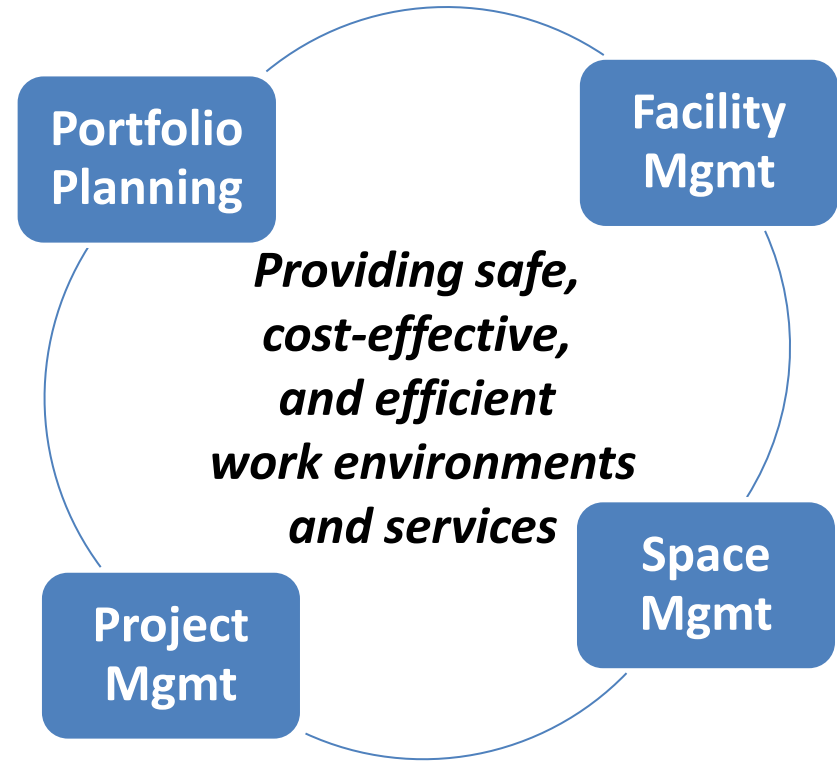 Portfolio
Planning
Facility
Mgmt
Providing safe,
cost-effective,
and efficient
work environments
and services
Space
Mgmt
Project
Mgmt